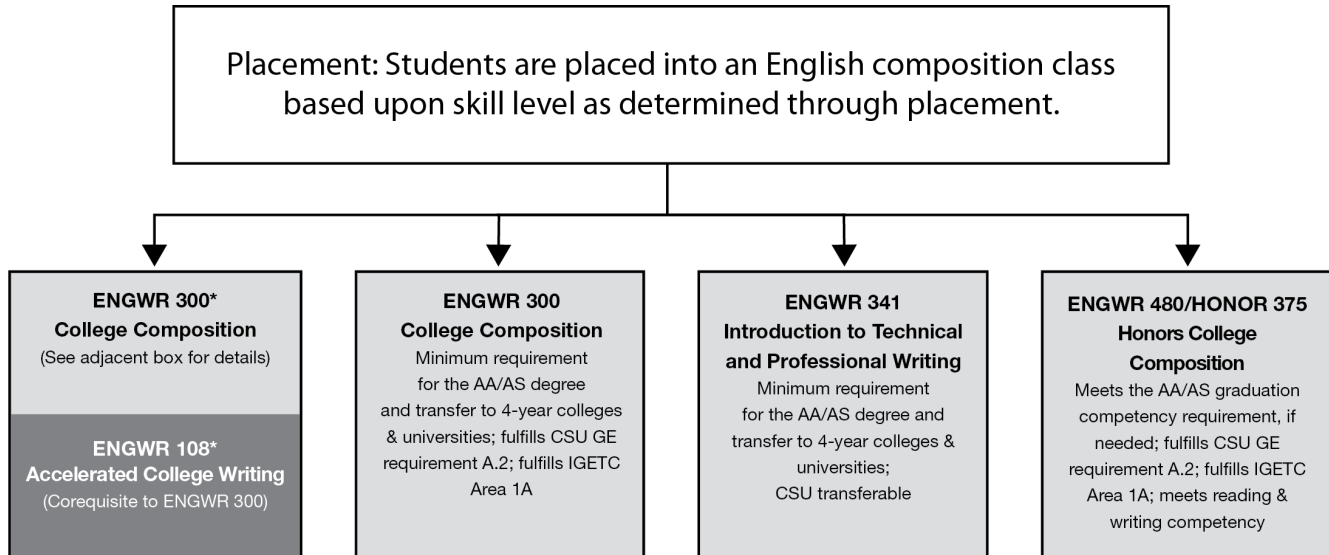 Placement: Students are placed into an English composition class
based upon skill level as determined through placement.
ENGWR 300*
College Composition
(See adjacent box for details)
ENGWR 108*
Accelerated College Writing
(Corequisite to ENGWR 300)
ENGWR 300
College Composition
Minimum requirement
for the AA/AS degree
and transfer to 4-year colleges
& universities; fulfills CSU GE
requirement A.2; fulfills IGETC
Area 1A
ENGWR 341
Introduction to Technical
and Professional Writing
Minimum requirement
for the AA/AS degree and
transfer to 4-year colleges &
universities;
CSU transferable
ENGWR 480/HONOR 375
Honors College
Composition
Meets the AA/AS graduation
competency requirement, if
needed; fulfills CSU GE
requirement A.2; fulfills IGETC
Area 1A; meets reading &
writing competency